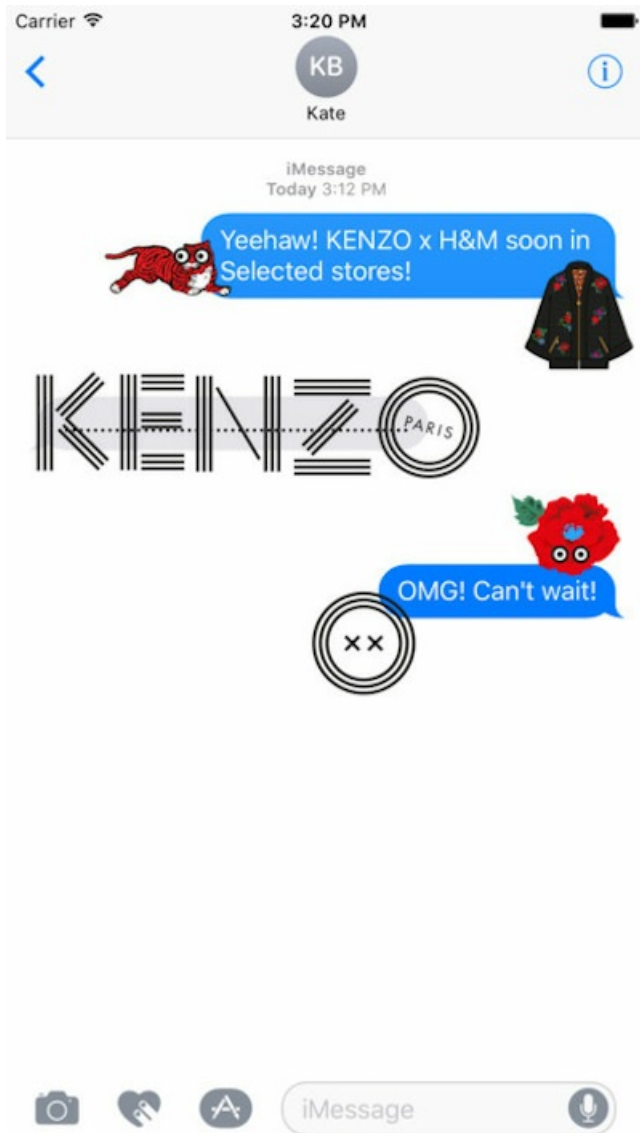 Carrier 3:20 PM
KB
Kate
iMessage
Today 3:12 PM
Yeehaw! KENZO x H&M soon in
Selected stores!
KENZO
PARIS
OMG! Can't wait!
iMessage